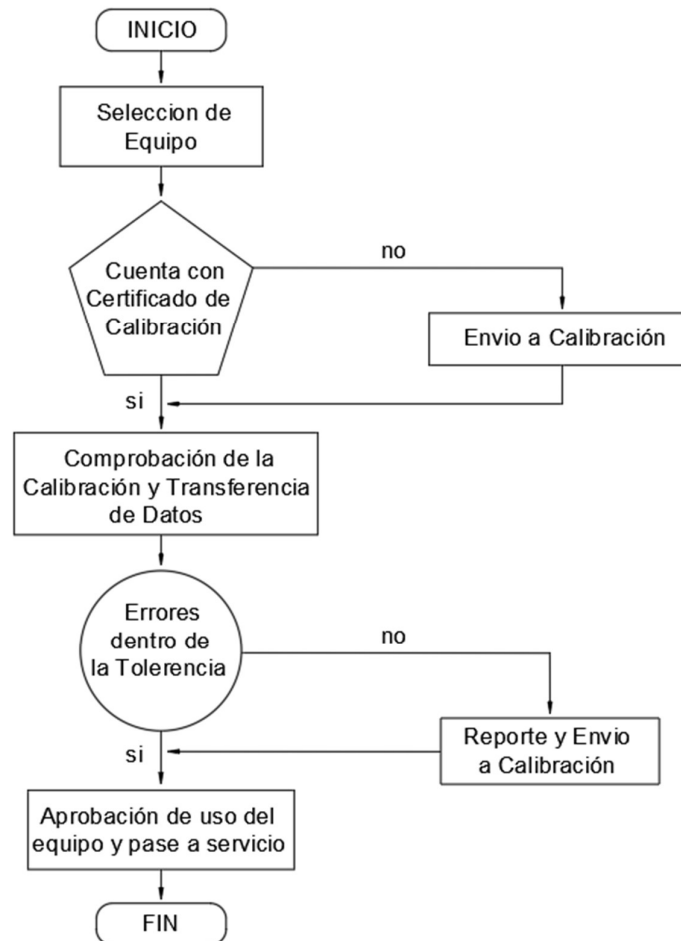 INICIO
Seleccion de
Equipo
Cuenta con
Certificado de
Calibración
no
Envio a Calibración
si
Comprobación de la
Calibración y Transferencia
de Datos
Errores
dentro de
la Tolerencia
no
Reporte y Envio
a Calibración
si
Aprobación de uso del
equipo y pase a servicio
FIN